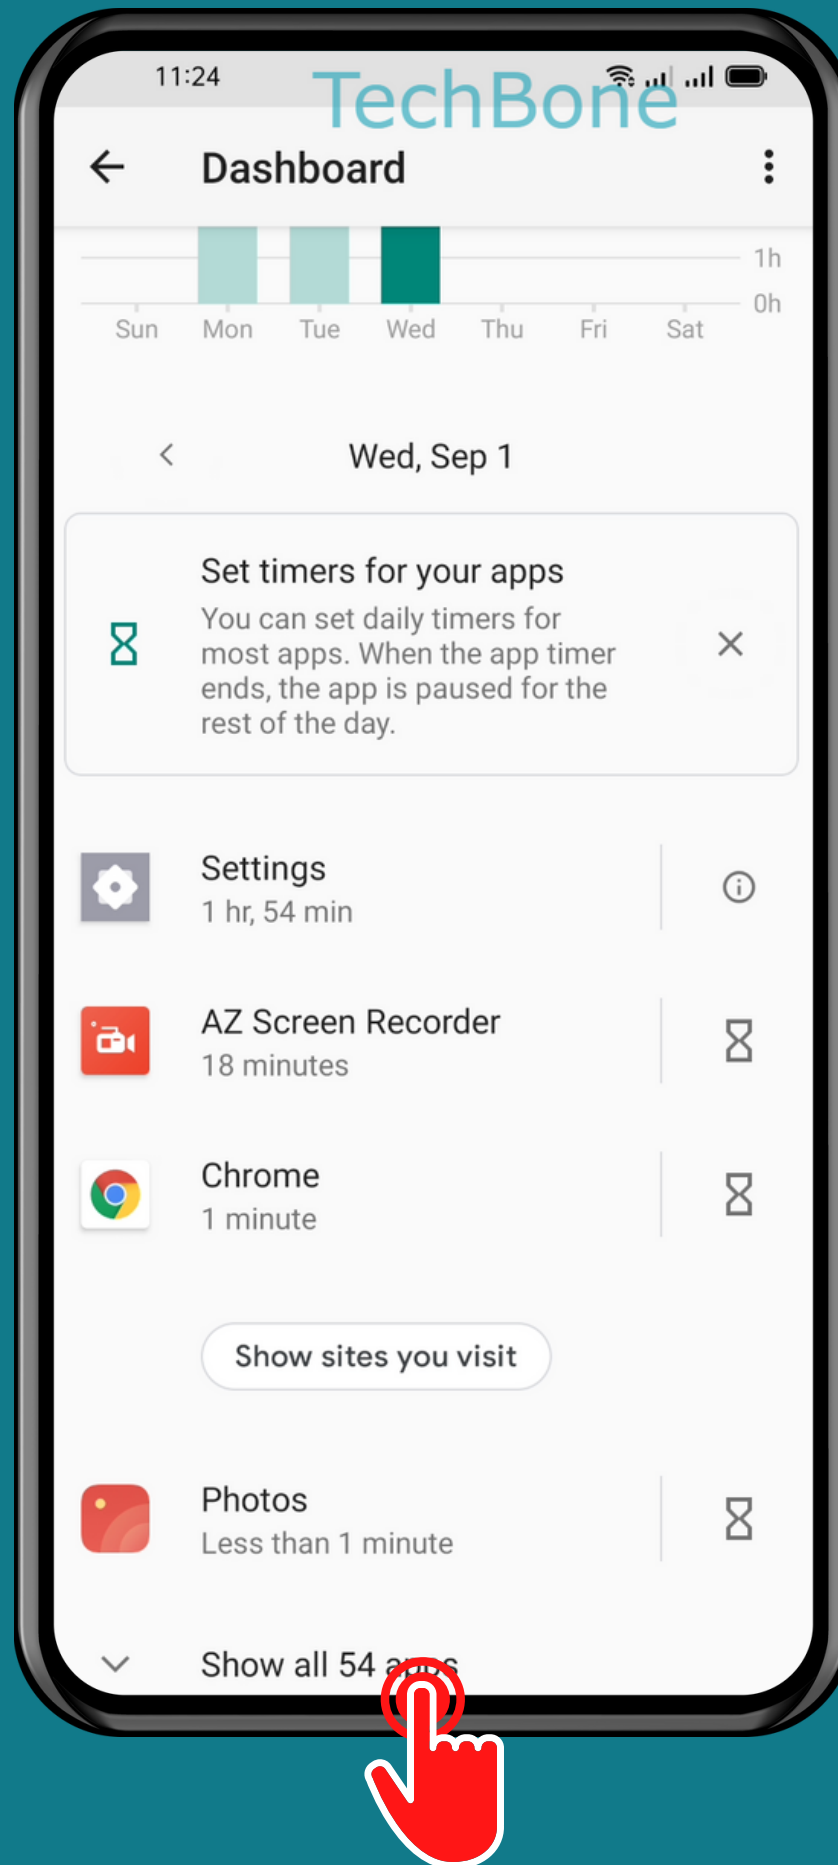 11:24
TechBone
Dashboard
1h
0h
Sun Mon Tue Wed Thu Fri Sat
Wed, Sep 1
Set timers for your apps
You can set daily timers for
most apps. When the app timer
ends, the app is paused for the
rest of the day.
Settings
1 hr, 54 min
AZ Screen Recorder
18 minutes
Chrome
1 minute
Show sites you visit
Photos
Less than 1 minute
Show all 54 apps